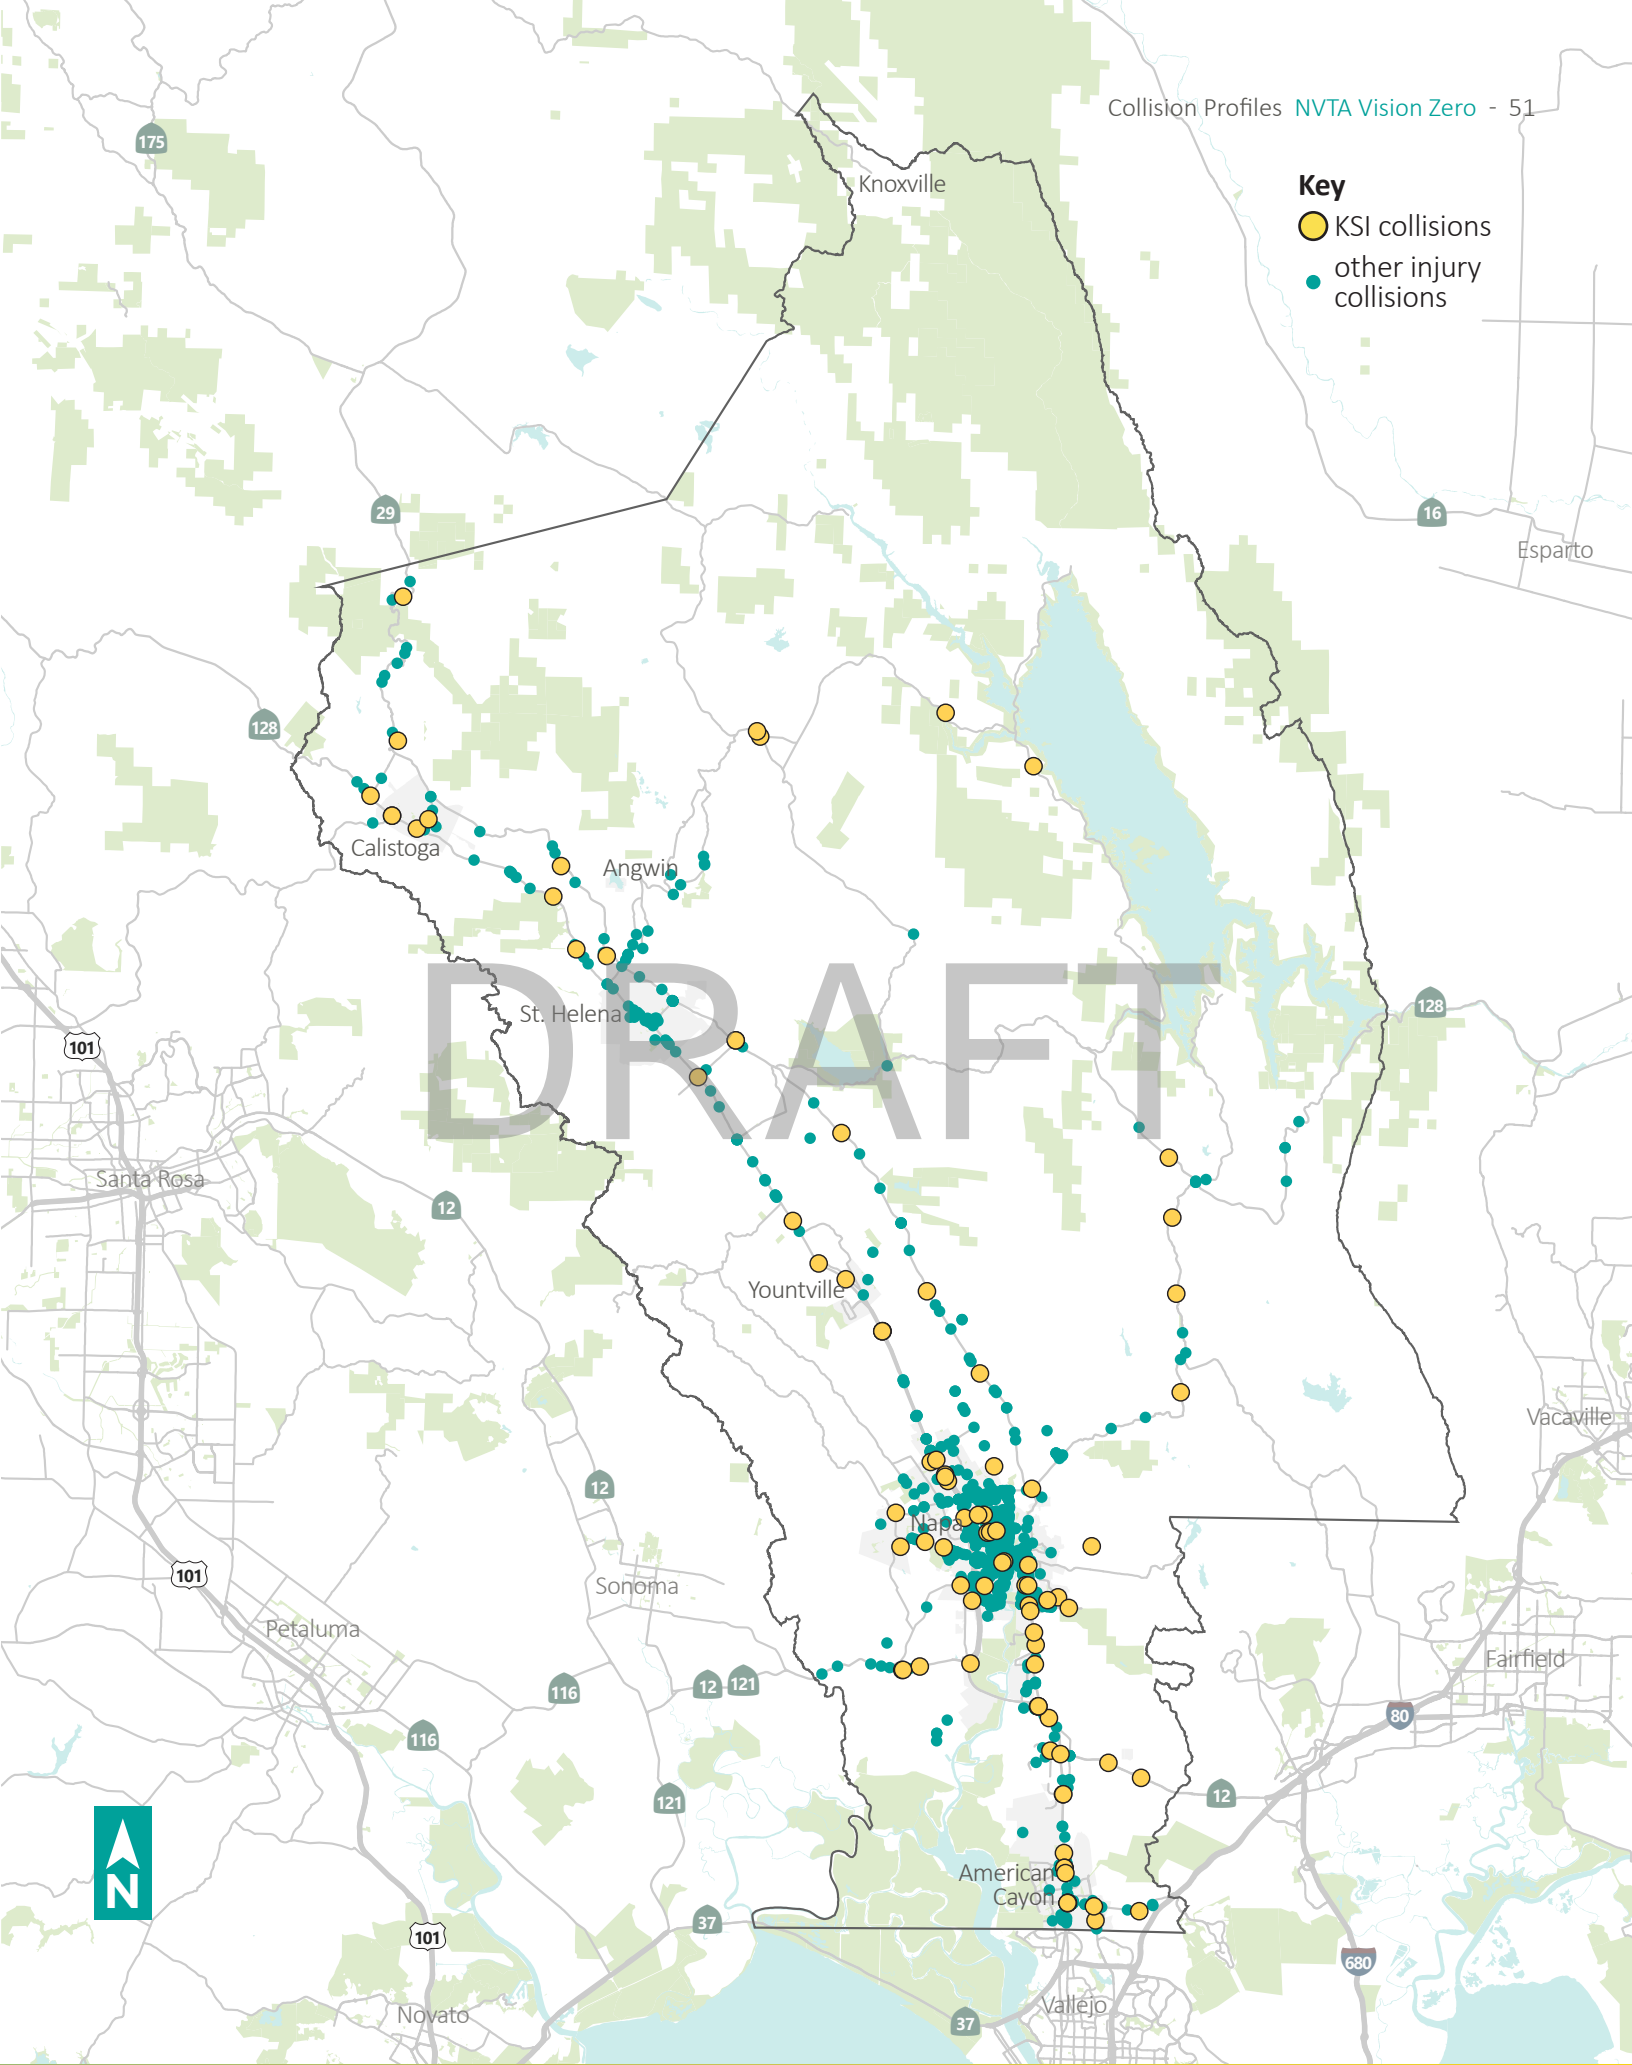 Collision Profiles NVTA Vision Zero - 51
175
Knoxville
Key
KSI collisions
other injury
collisions
29
16
Esparto
128
Calistoga
Angwin
DRAFT
St. Helena
128
101
Santa Rosa
12
Yountville
Vacaville
12
Napa
101
Sonoma
Petaluma
Fairfield
116
12
121
80
116
121
12
N
American
Cayon
37
101
680
Vallejo
Novato
37